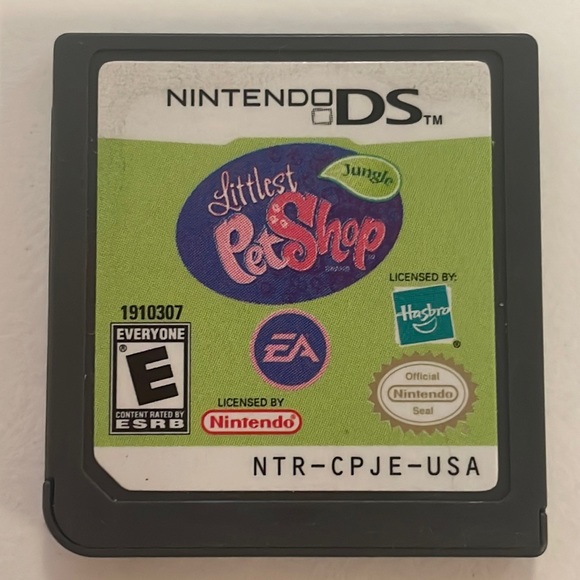 NINTENDO DS™
Jungle
Littlest
PetShop
LICENSED BY:
Hasbro
®
1910307
EVERYONE
®
E
CONTENT RATED BY
ESRB
EA
LICENSED BY
Nintendo
Official
Nintendo
Seal
NTR-CPJE-USA